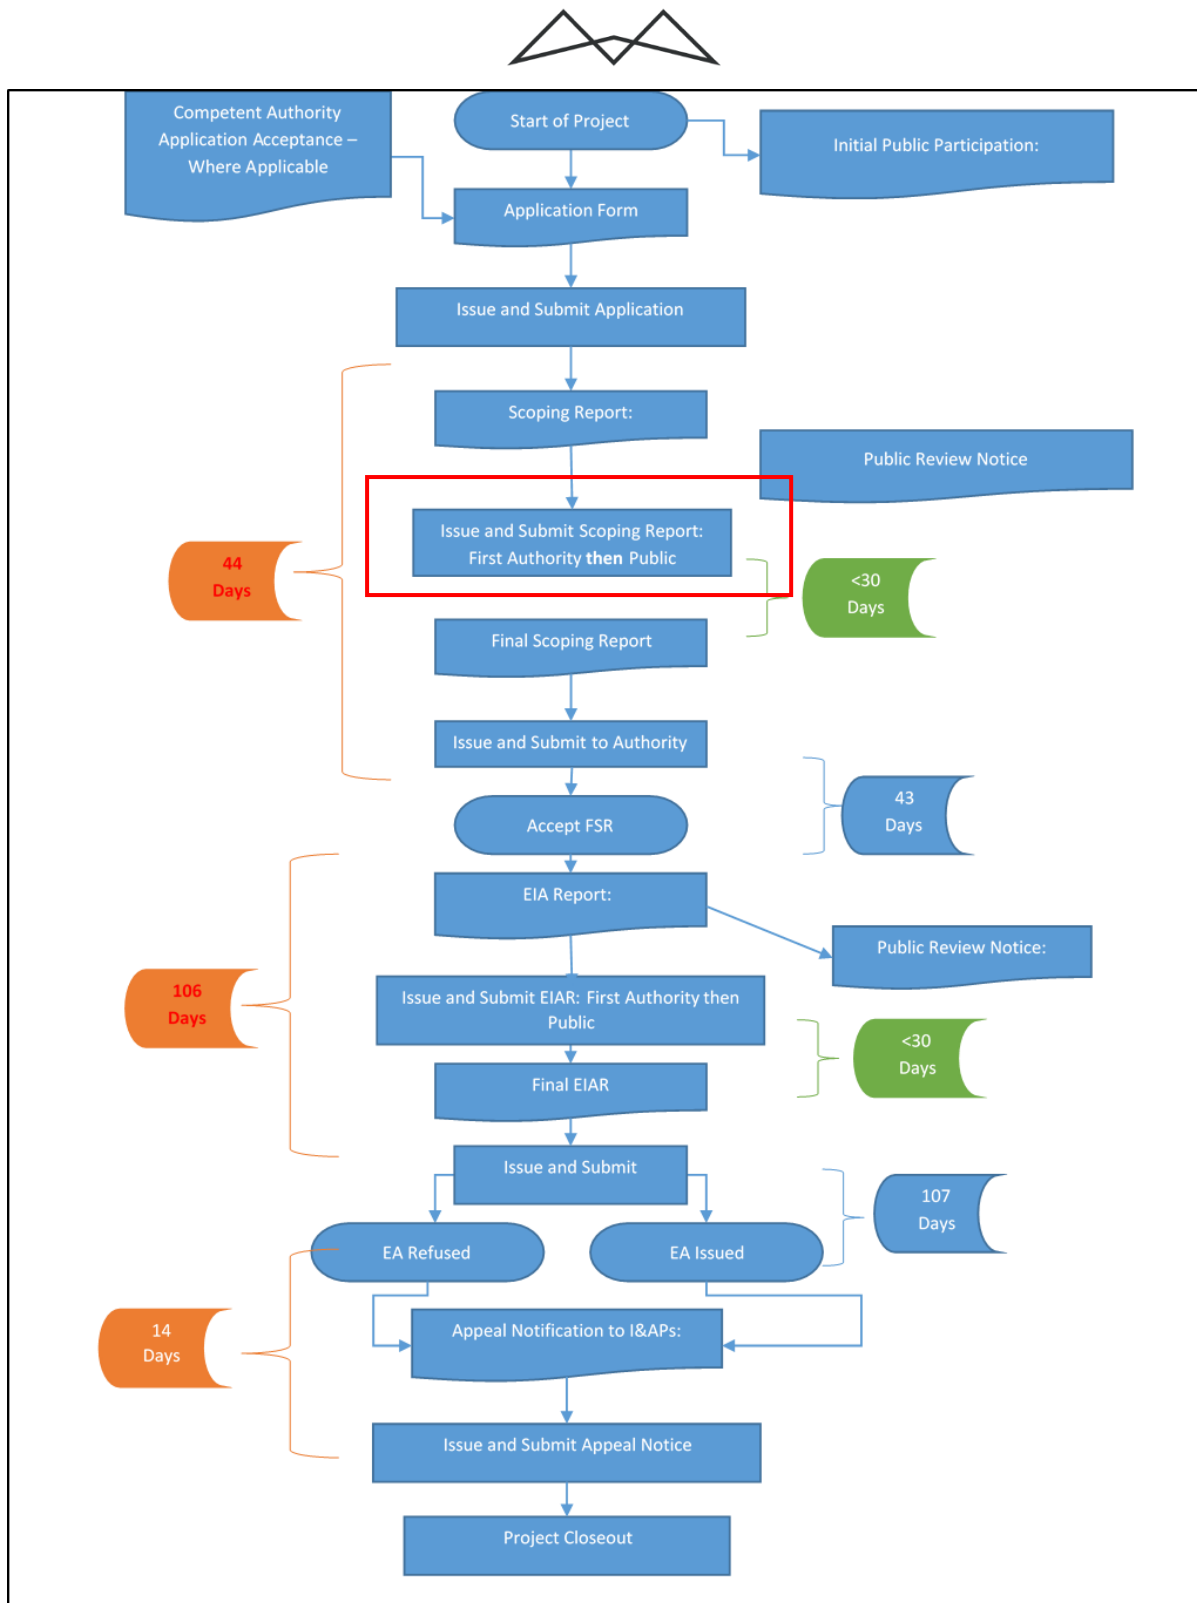 Competent Authority
Application Acceptance –
Where Applicable
Start of Project
Initial Public Participation:
Application Form
Issue and Submit Application
Scoping Report:
Public Review Notice
Issue and Submit Scoping Report:
First Authority then Public
44
Days
<30
Days
Final Scoping Report
Issue and Submit to Authority
43
Days
Accept FSR
EIA Report:
Public Review Notice:
106
Days
Issue and Submit EIAR: First Authority then
Public
<30
Days
Final EIAR
Issue and Submit
107
Days
EA Refused
EA Issued
14
Days
Appeal Notification to I&APs:
Issue and Submit Appeal Notice
Project Closeout